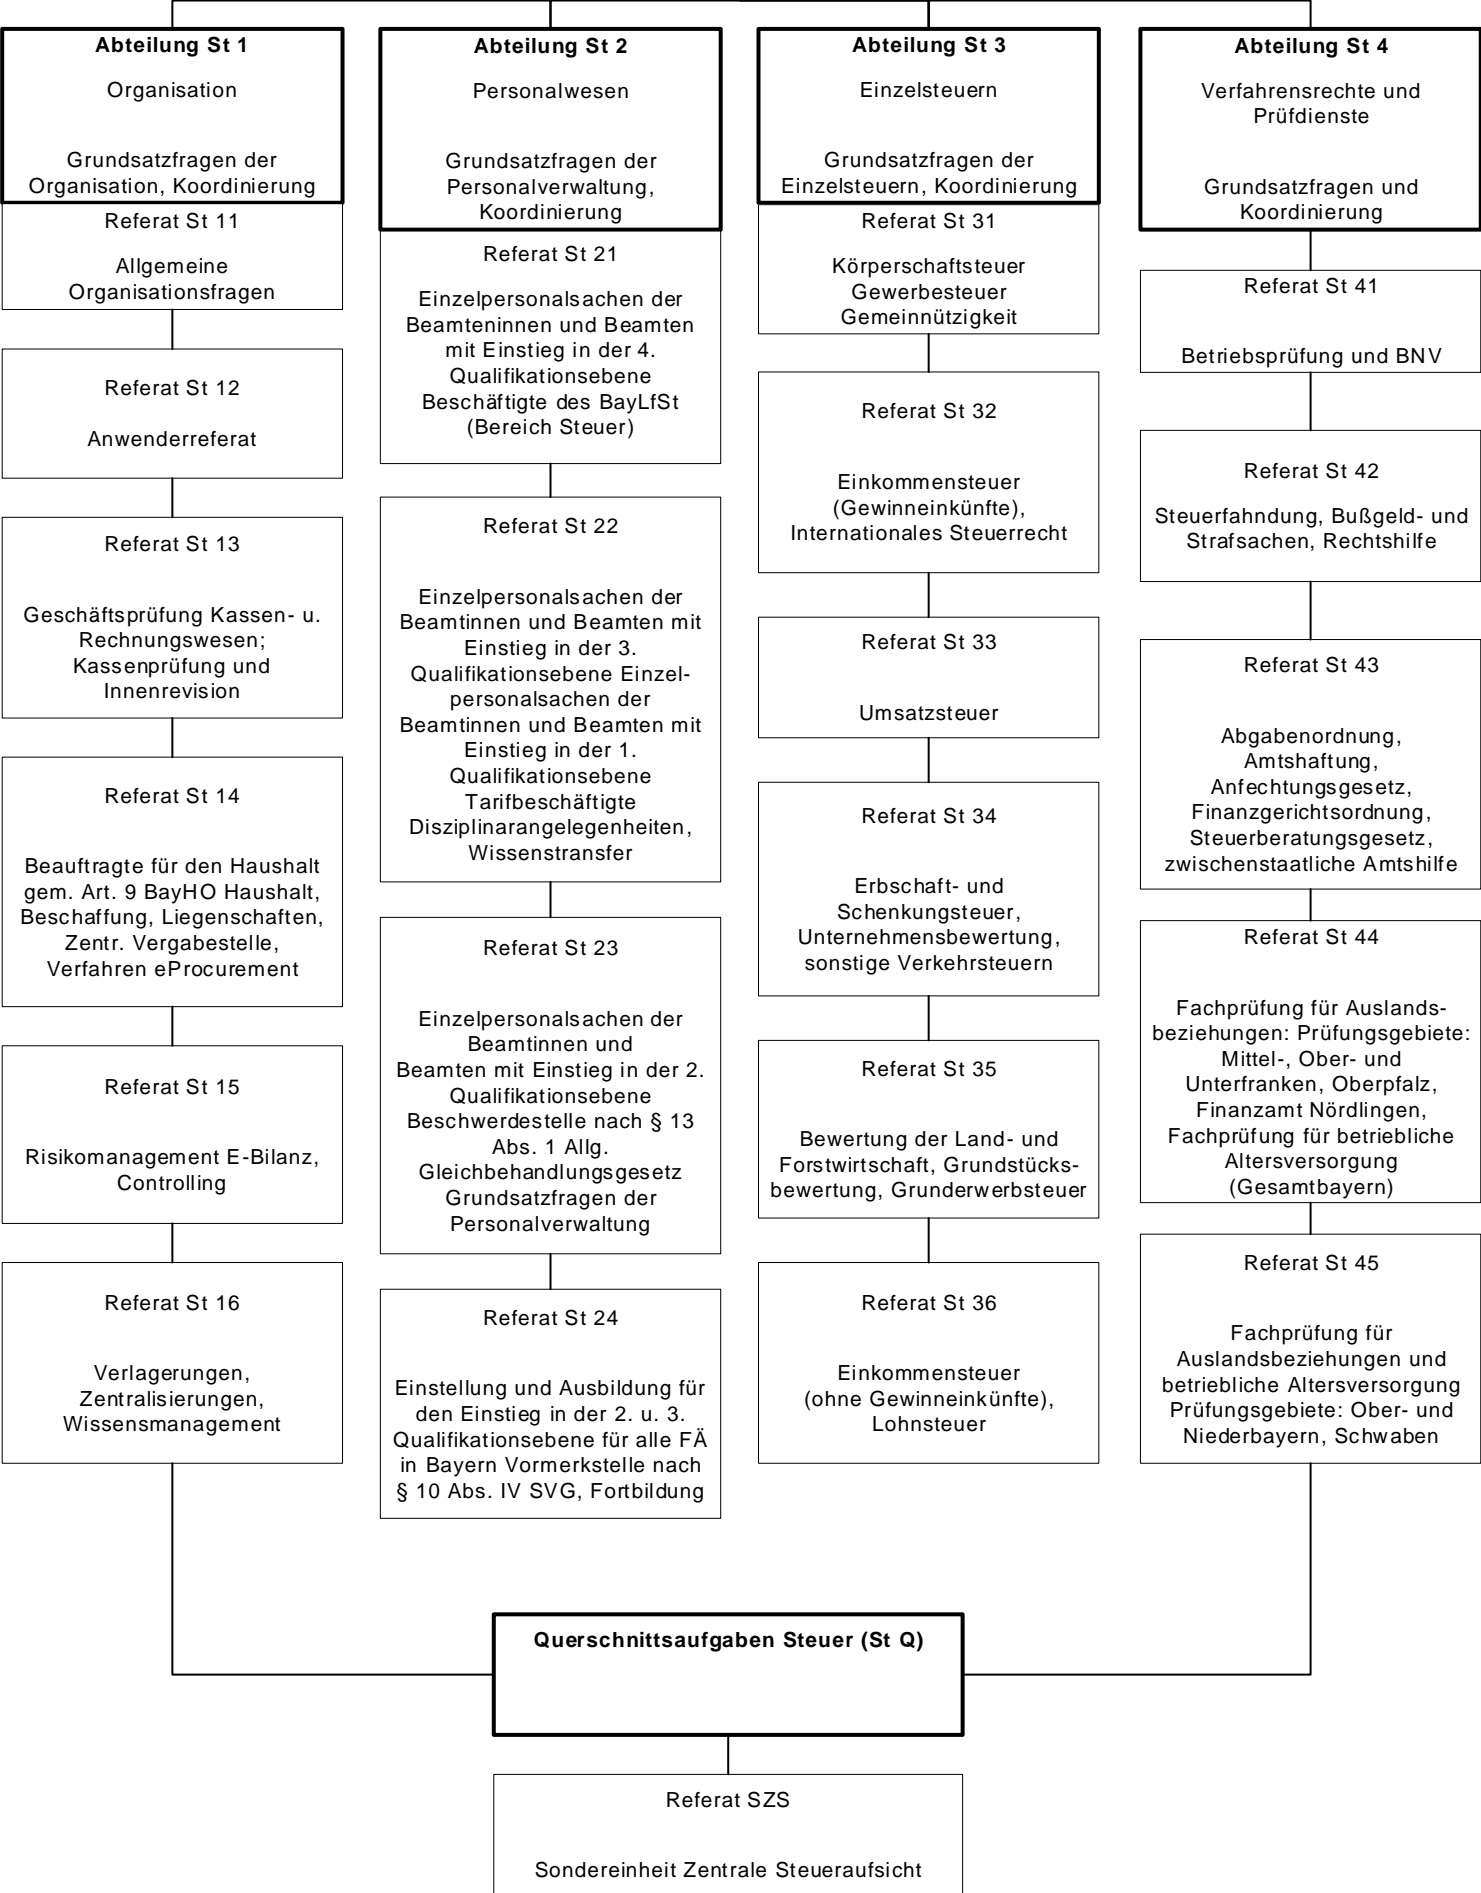 Abteilung St 1
Organisation
Grundsatzfragen der
Organisation, Koordinierung
Referat St 11
Allgemeine
Organisationsfragen
Referat St 12
Anwenderreferat
Referat St 13
Geschäftsprüfung Kassen- u.
Rechnungswesen;
Kassenprüfung und
Innenrevision
Referat St 14
Beauftragte für den Haushalt
gem. Art. 9 BayHO Haushalt,
Beschaffung, Liegenschaften,
Zentr. Vergabestelle,
Verfahren eProcurement
Referat St 15
Risikomanagement E-Bilanz,
Controlling
Referat St 16
Verlagerungen,
Zentralisierungen,
Wissensmanagement
Abteilung St 2
Personalwesen
Grundsatzfragen der
Personalverwaltung,
Koordinierung
Referat St 21
Einzelpersonalsachen der
Beamteninnen und Beamten
mit Einstieg in der 4.
Qualifikationsebene
Beschäftigte des BayLfSt
(Bereich Steuer)
Referat St 22
Einzelpersonalsachen der
Beamtinnen und Beamten mit
Einstieg in der 3.
Qualifikationsebene Einzel-
personalsachen der
Beamtinnen und Beamten mit
Einstieg in der 1.
Qualifikationsebene
Tarifbeschäftigte
Disziplinarangelegenheiten,
Wissenstransfer
Referat St 23
Einzelpersonalsachen der
Beamtinnen und
Beamten mit Einstieg in der 2.
Qualifikationsebene
Beschwerdestelle nach § 13
Abs. 1 Allg.
Gleichbehandlungsgesetz
Grundsatzfragen der
Personalverwaltung
Referat St 24
Einstellung und Ausbildung für
den Einstieg in der 2. u. 3.
Qualifikationsebene für alle FÄ
in Bayern Vormerkstelle nach
§ 10 Abs. IV SVG, Fortbildung
Abteilung St 3
Einzelsteuern
Grundsatzfragen der
Einzelsteuern, Koordinierung
Referat St 31
Körperschaftsteuer
Gewerbesteuer
Gemeinnützigkeit
Referat St 32
Einkommensteuer
(Gewinneinkünfte),
Internationales Steuerrecht
Referat St 33
Umsatzsteuer
Referat St 34
Erbschaft- und
Schenkungsteuer,
Unternehmensbewertung,
sonstige Verkehrsteuern
Referat St 35
Bewertung der Land- und
Forstwirtschaft, Grundstücks-
bewertung, Grunderwerbsteuer
Referat St 36
Einkommensteuer
(ohne Gewinneinkünfte),
Lohnsteuer
Abteilung St 4
Verfahrensrechte und
Prüfdienste
Grundsatzfragen und
Koordinierung
Referat St 41
Betriebsprüfung und BNV
Referat St 42
Steuerfahndung, Bußgeld- und
Strafsachen, Rechtshilfe
Referat St 43
Abgabenordnung,
Amtshaftung,
Anfechtungsgesetz,
Finanzgerichtsordnung,
Steuerberatungsgesetz,
zwischenstaatliche Amtshilfe
Referat St 44
Fachprüfung für Auslands-
beziehungen: Prüfungsgebiete:
Mittel-, Ober- und
Unterfranken, Oberpfalz,
Finanzamt Nördlingen,
Fachprüfung für betriebliche
Altersversorgung
(Gesamtbayern)
Referat St 45
Fachprüfung für
Auslandsbeziehungen und
betriebliche Altersversorgung
Prüfungsgebiete: Ober- und
Niederbayern, Schwaben
Querschnittsaufgaben Steuer (St Q)
Referat SZS
Sondereinheit Zentrale Steueraufsicht